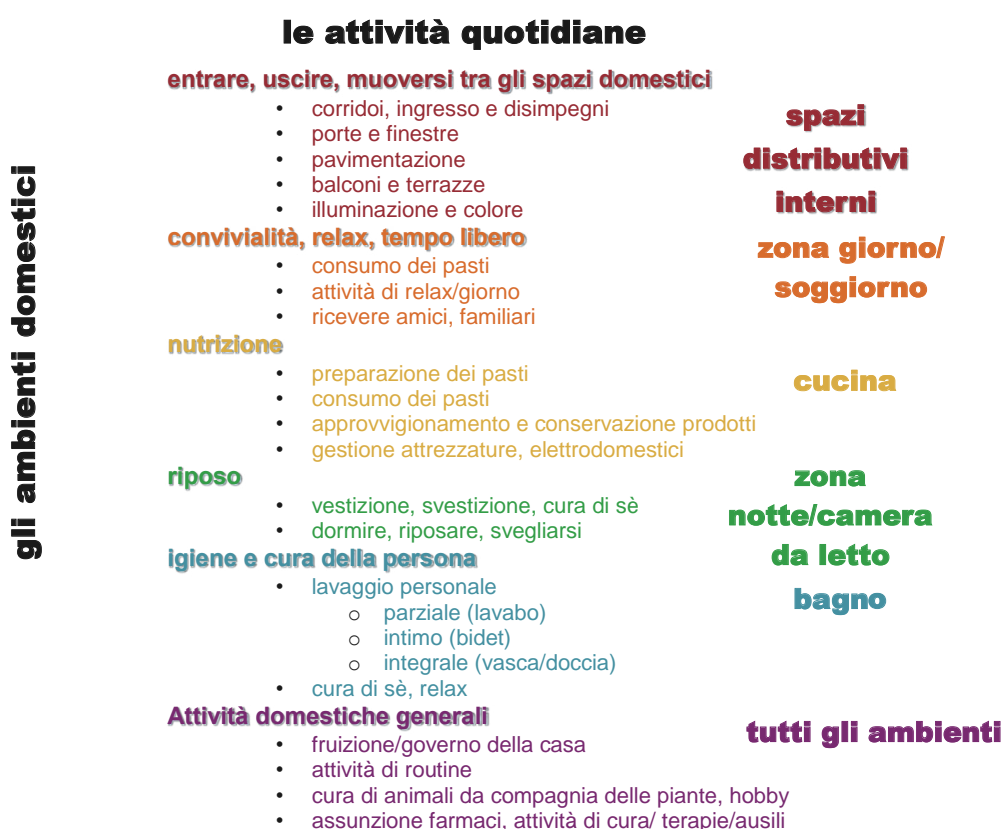 le attività quotidiane
gli ambienti domestici
entrare, uscire, muoversi tra gli spazi domestici
• corridoi, ingresso e disimpegni
• porte e finestre
• pavimentazione
• balconi e terrazze
• illuminazione e colore
spazi
distributivi
interni
convivialità, relax, tempo libero
• consumo dei pasti
• attività di relax/giorno
• ricevere amici, familiari
zona giorno/
soggiorno
nutrizione
• preparazione dei pasti
• consumo dei pasti
• approvvigionamento e conservazione prodotti
• gestione attrezzature, elettrodomestici
cucina
riposo
• vestizione, svestizione, cura di sè
• dormire, riposare, svegliarsi
zona
notte/camera
da letto
igiene e cura della persona
• lavaggio personale
o parziale (lavabo)
o intimo (bidet)
o integrale (vasca/doccia)
• cura di sè, relax
bagno
Attività domestiche generali
• fruizione/governo della casa
• attività di routine
• cura di animali da compagnia delle piante, hobby
• assunzione farmaci, attività di cura/ terapie/ausili
tutti gli ambienti